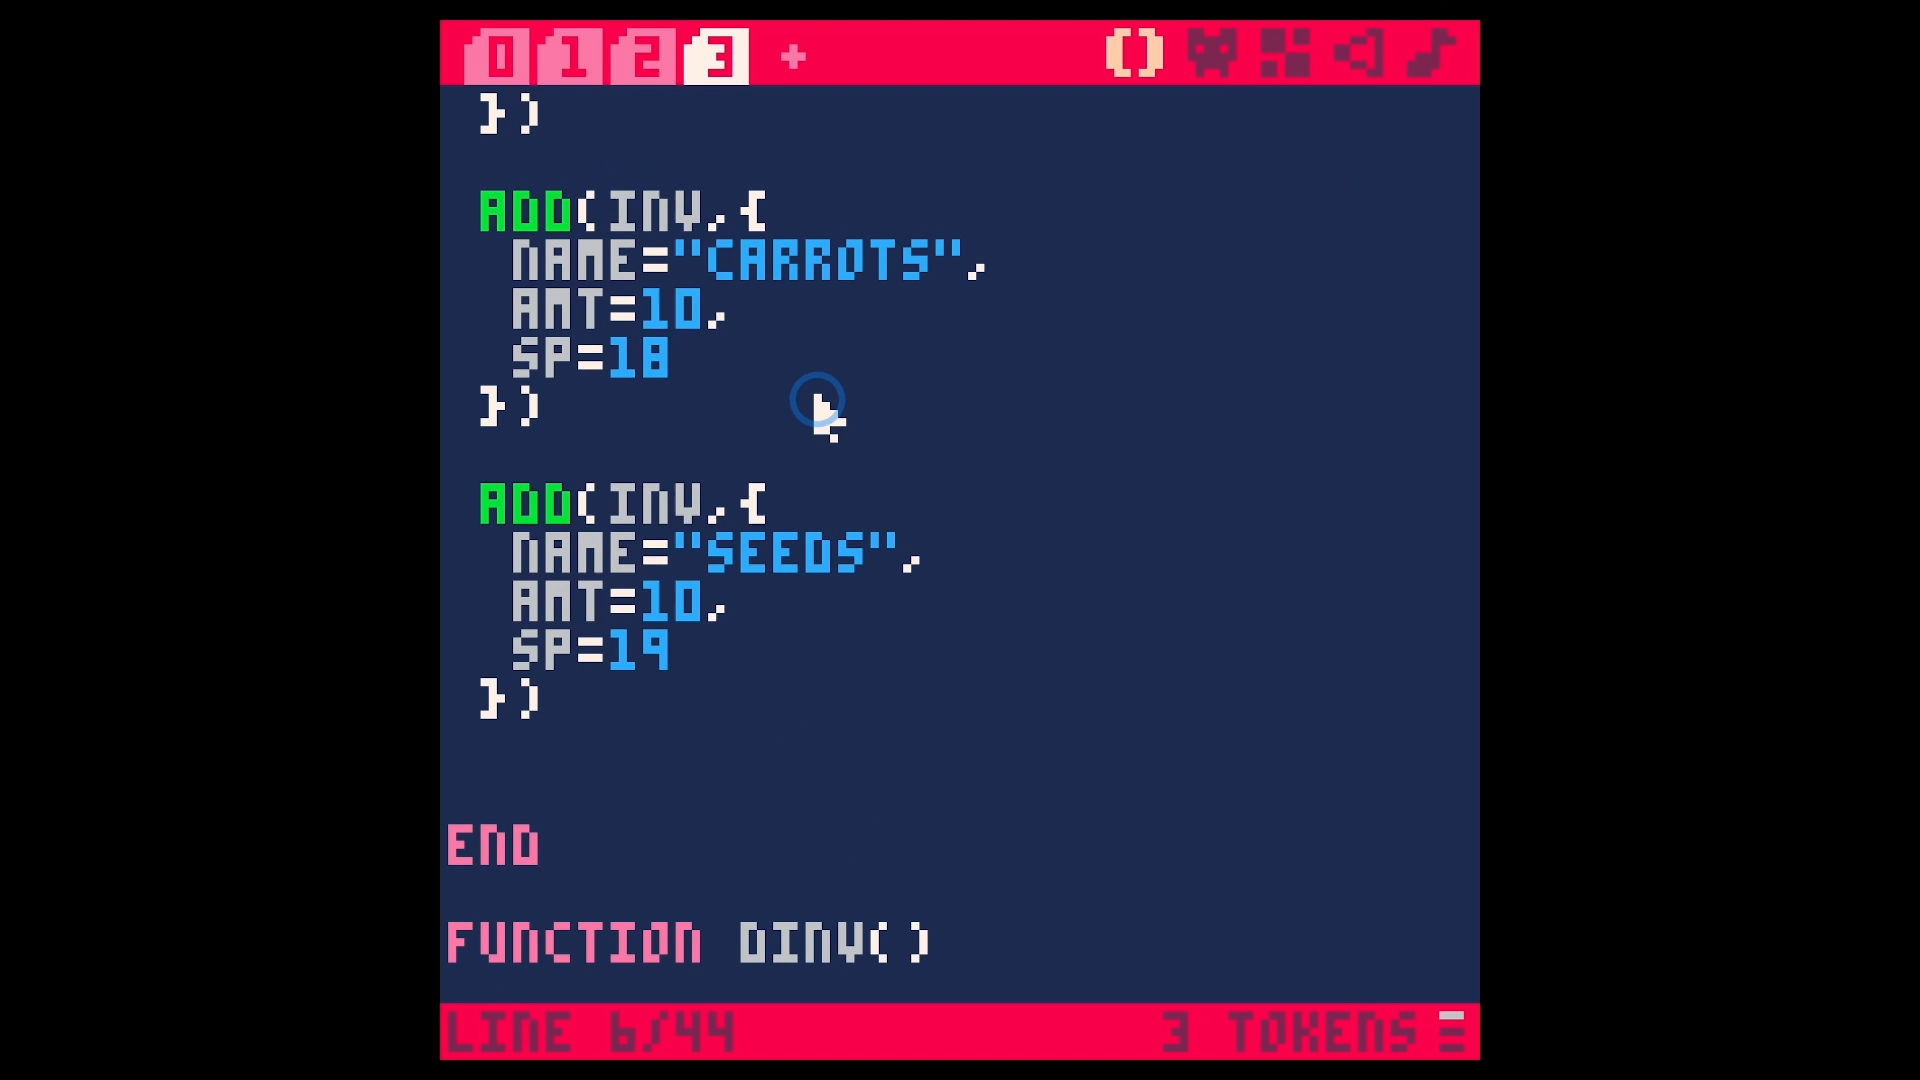 0 1 2 3 +
})
ADD(INV,{
NAME="CARROTS",
AMT=10,
SP=18
})
ADD(INV,{
NAME="SEEDS",
AMT=10,
SP=19
})
END
FUNCTION DINV()
LINE 6/44 3 TOKENS